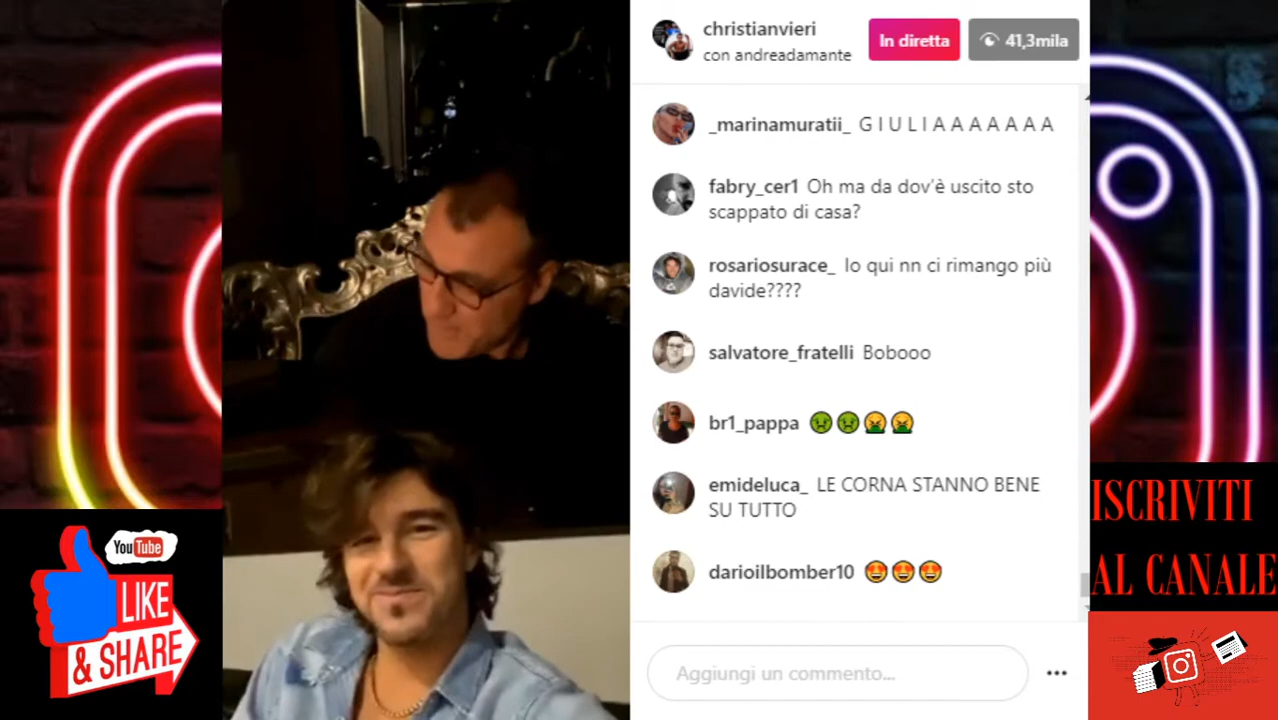 christianvieri
con andreadamante
In diretta
41,3mila
_marinamuratii_ G I U L I A A A A A A A
fabry_cer1 Oh ma da dov'è uscito sto
scappato di casa?
rosariosurace_ Io qui nn ci rimango più
davide????
salvatore_fratelli Bobooo
br1_pappa 🤢🤢🤮🤮
emideluca_ LE CORNA STANNO BENE
SU TUTTO
darioilbomber10 😍😍😍
Aggiungi un commento...
YouTube
LIKE
& SHARE
ISCRIVITI
AL CANALE